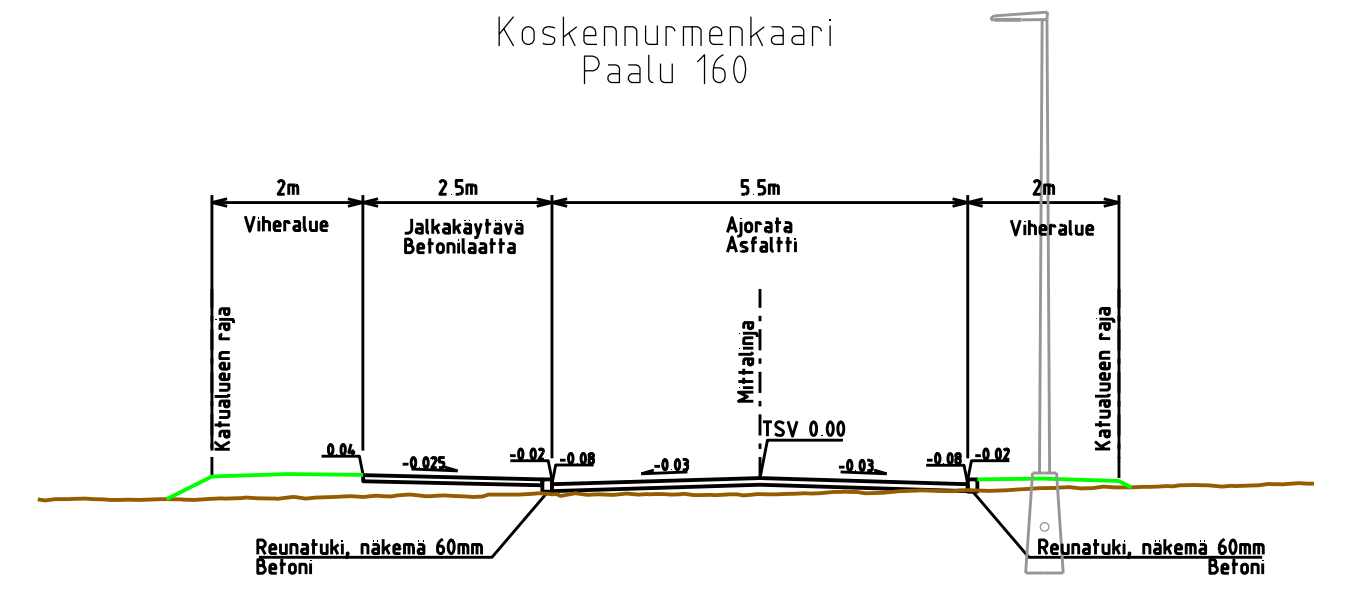 Koskennurmenkaari
Paalu 160
2m
2.5m
5.5m
2m
Viheralue
Jalkakäytävä
Betonilaatta
Ajorata
Asfaltti
Viheralue
Katualueen raja
Mittalinja
Katualueen raja
TSV 0.00
0.04
-0.025
-0.02
-0.08
-0.03
-0.03
-0.08
-0.02
Reunatuki, näkemä 60mm
Betoni
Reunatuki, näkemä 60mm
Betoni